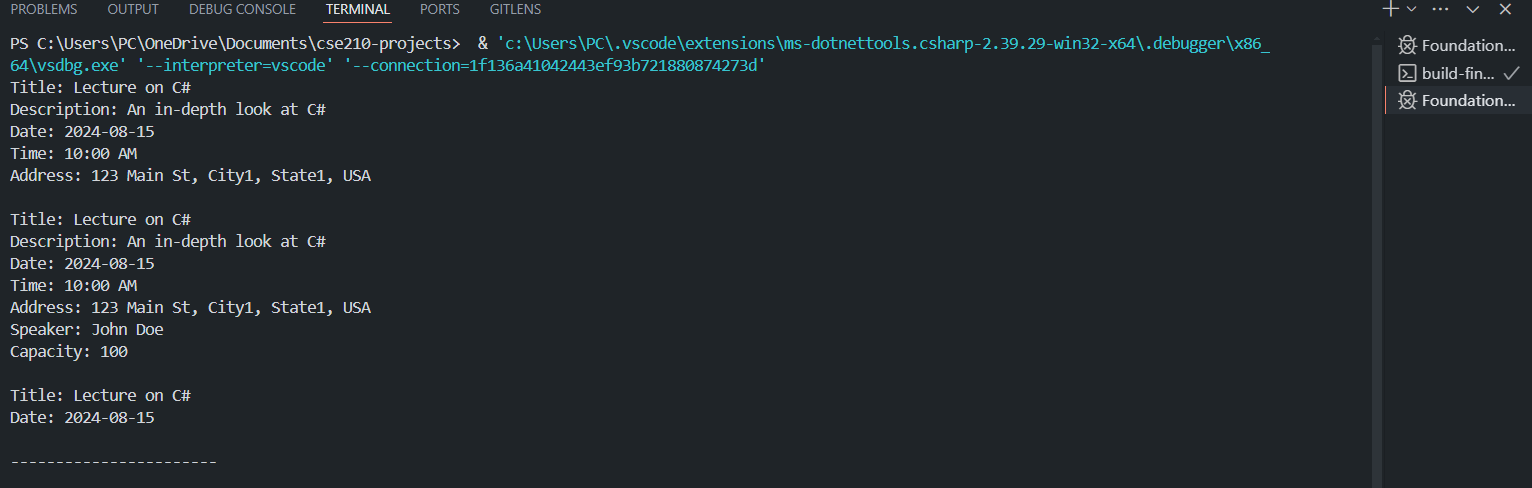 PROBLEMS OUTPUT DEBUG CONSOLE TERMINAL PORTS GITLENS
PS C:\Users\PC\OneDrive\Documents\cse210-projects>  & 'c:\Users\PC\.vscode\extensions\ms-dotnettools.csharp-2.39.29-win32-x64\.debugger\x86_
64\vsdbg.exe' '--interpreter=vscode' '--connection=1f136a41042443ef93b721880874273d'
Title: Lecture on C#
Description: An in-depth look at C#
Date: 2024-08-15
Time: 10:00 AM
Address: 123 Main St, City1, State1, USA

Title: Lecture on C#
Description: An in-depth look at C#
Date: 2024-08-15
Time: 10:00 AM
Address: 123 Main St, City1, State1, USA
Speaker: John Doe
Capacity: 100

Title: Lecture on C#
Date: 2024-08-15

-----------------------
Foundation...
build-fin...
Foundation...